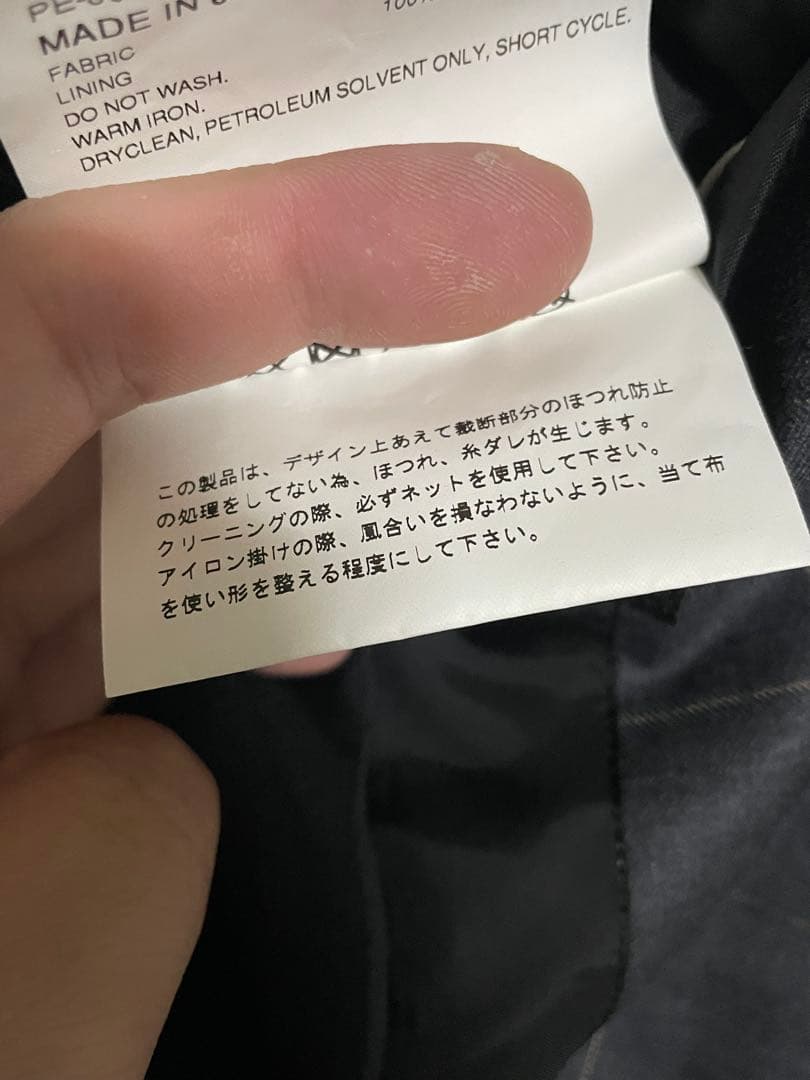 MADE IN
100%
FABRIC
LINING
DO NOT WASH.
WARM IRON.
DRYCLEAN, PETROLEUM SOLVENT ONLY, SHORT CYCLE.
この製品は、デザイン上あえて裁断部分のほつれ防止
の処理をしてない為、ほつれ、糸ダレが生じます。
クリーニングの際、必ずネットを使用して下さい。
アイロン掛けの際、風合いを損なわないように、当て布
を使い形を整える程度にして下さい。